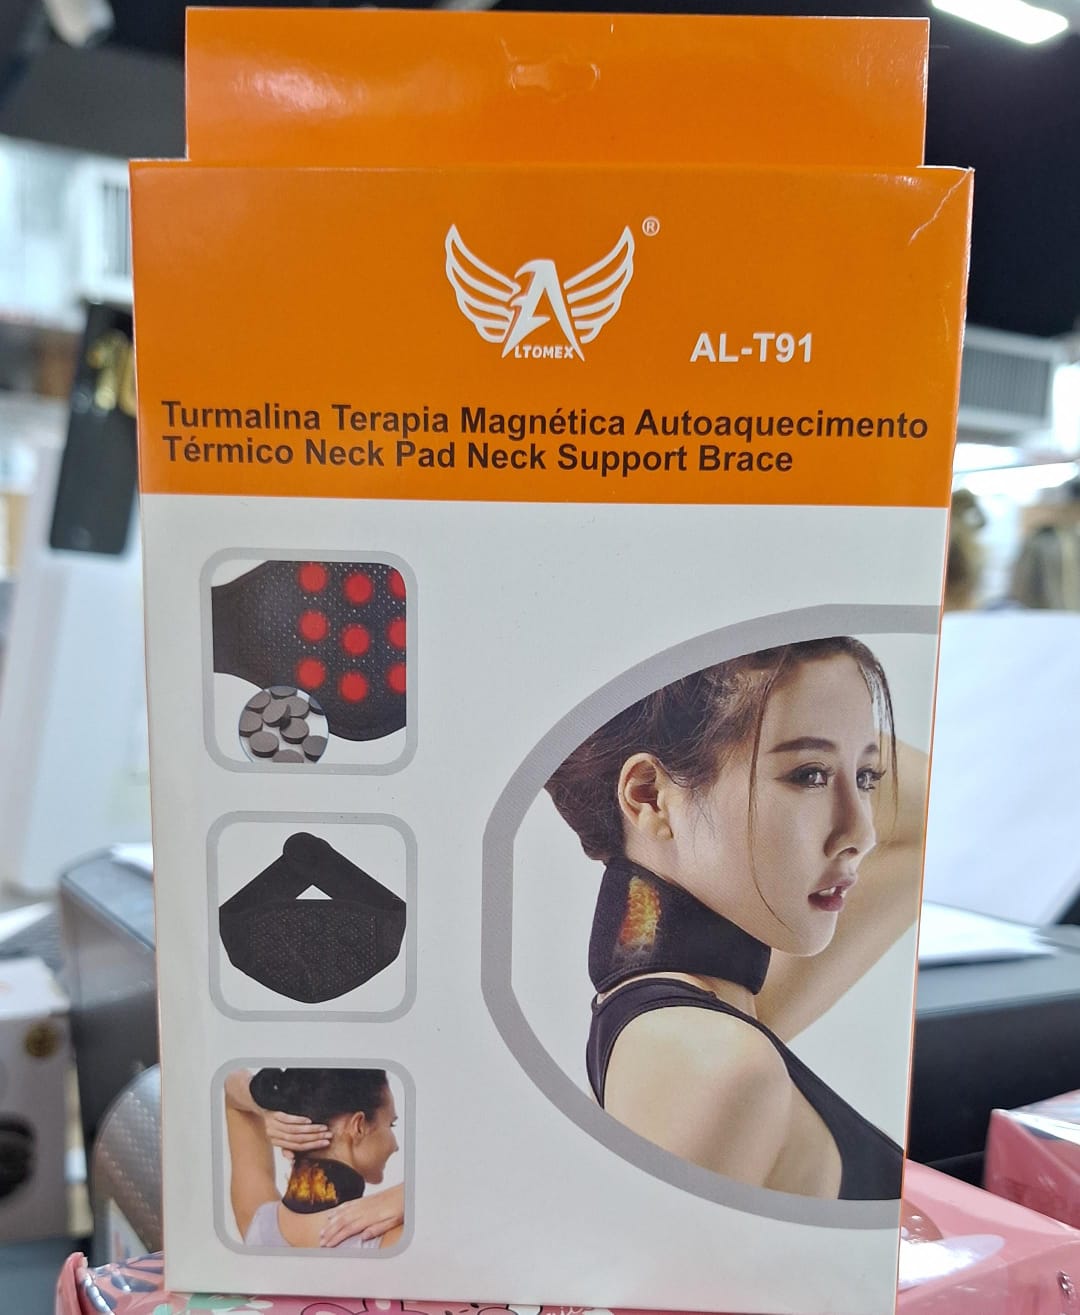 ®
ALTOMEX
AL-T91
Turmalina Terapia Magnética Autoaquecimento
Térmico Neck Pad Neck Support Brace